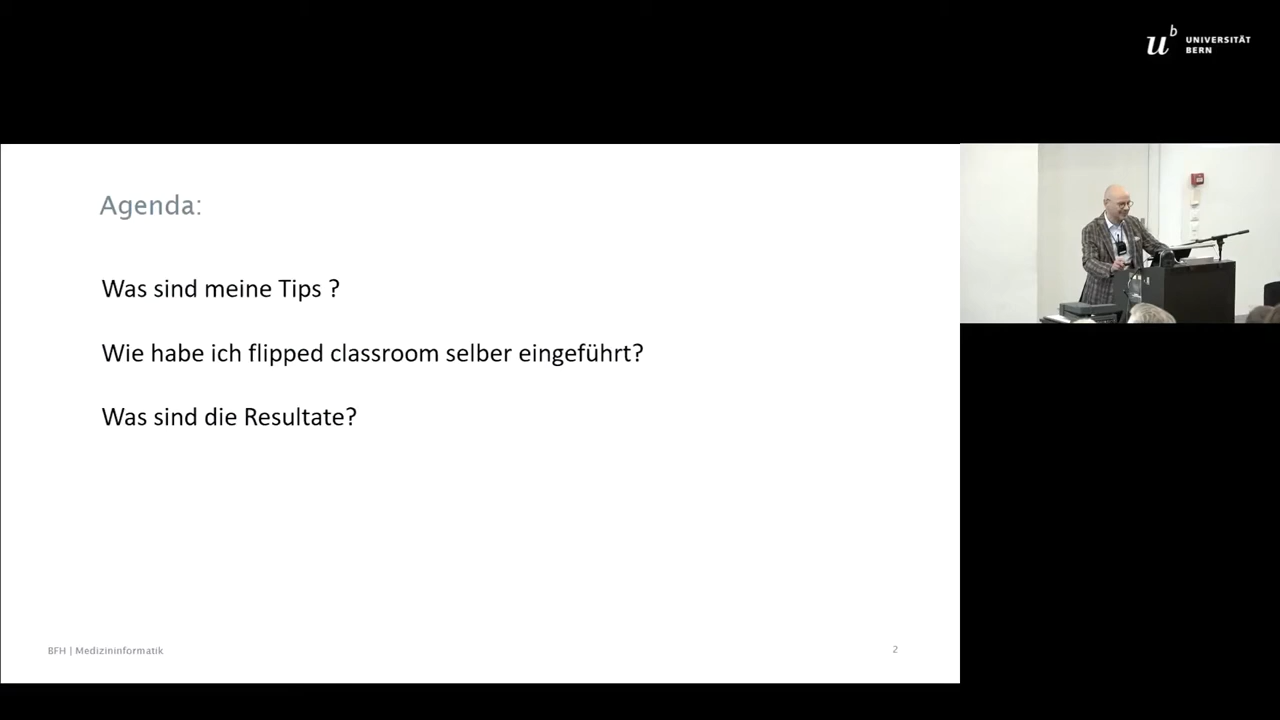 u^b
UNIVERSITÄT
BERN
Agenda:
Was sind meine Tips ?
Wie habe ich flipped classroom selber eingeführt?
Was sind die Resultate?
BFH | Medizininformatik
2